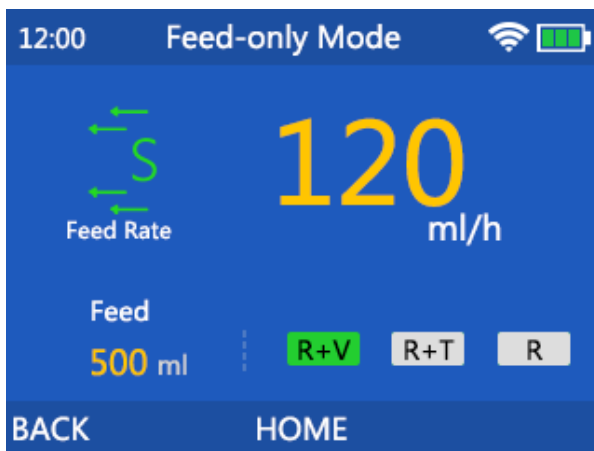 12:00 Feed-only Mode
S
120
ml/h
Feed Rate
Feed
500 ml
R+V R+T R
BACK HOME